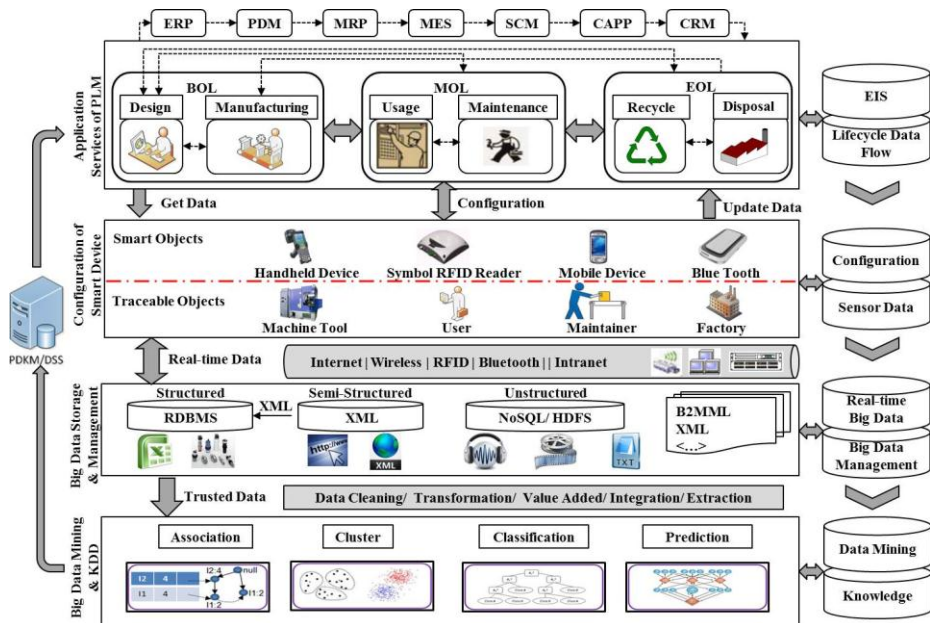 ERP
PDM
MRP
MES
SCM
CAPP
CRM
Application
Services of PLM
BOL
Design
Manufacturing
MOL
Usage
Maintenance
EOL
Recycle
Disposal
EIS
Lifecycle Data
Flow
Get Data
Configuration
Update Data
Configuration of
Smart Device
Smart Objects
Handheld Device
Symbol RFID Reader
Mobile Device
Blue Tooth
Traceable Objects
Machine Tool
User
Maintainer
Factory
Configuration
Sensor Data
PDKM/DSS
Real-time Data
Internet | Wireless | RFID | Bluetooth | | Intranet
Big Data Storage
& Management
Structured
RDBMS
XML
Semi-Structured
XML
Unstructured
NoSQL/ HDFS
B2MML
XML
<...>
http://www
XML
TXT
Real-time
Big Data
Big Data
Management
Trusted Data
Data Cleaning/ Transformation/ Value Added/ Integration/ Extraction
Big Data Mining
& KDD
Association
Cluster
Classification
Prediction
I2 4
I1 4
I2:4
null
I1:2
I1:2
Data Mining
Knowledge